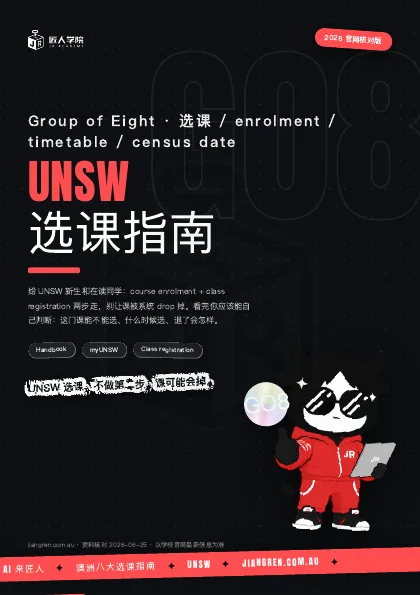 匠人学院
JR ACADEMY
2026 官网核对版
GO8
Group of Eight · 选课 / enrolment /
timetable / census date
UNSW
选课指南
给 UNSW 新生和在读同学：course enrolment + class
registration 两步走，别让课被系统 drop 掉。看完你应该能自
己判断：这门课能不能选、什么时候选、退了会怎样。
Handbook
myUNSW
Class registration
UNSW 选课，不做第二步，课可能会掉。
GO8
JR
JR
jiangren.com.au · 资料核对 2026-06-25 · 以学校官网最新信息为准
AI 来匠人 ✦ 澳洲八大选课指南 ✦ UNSW ✦ JIANGREN.COM.AU ✦